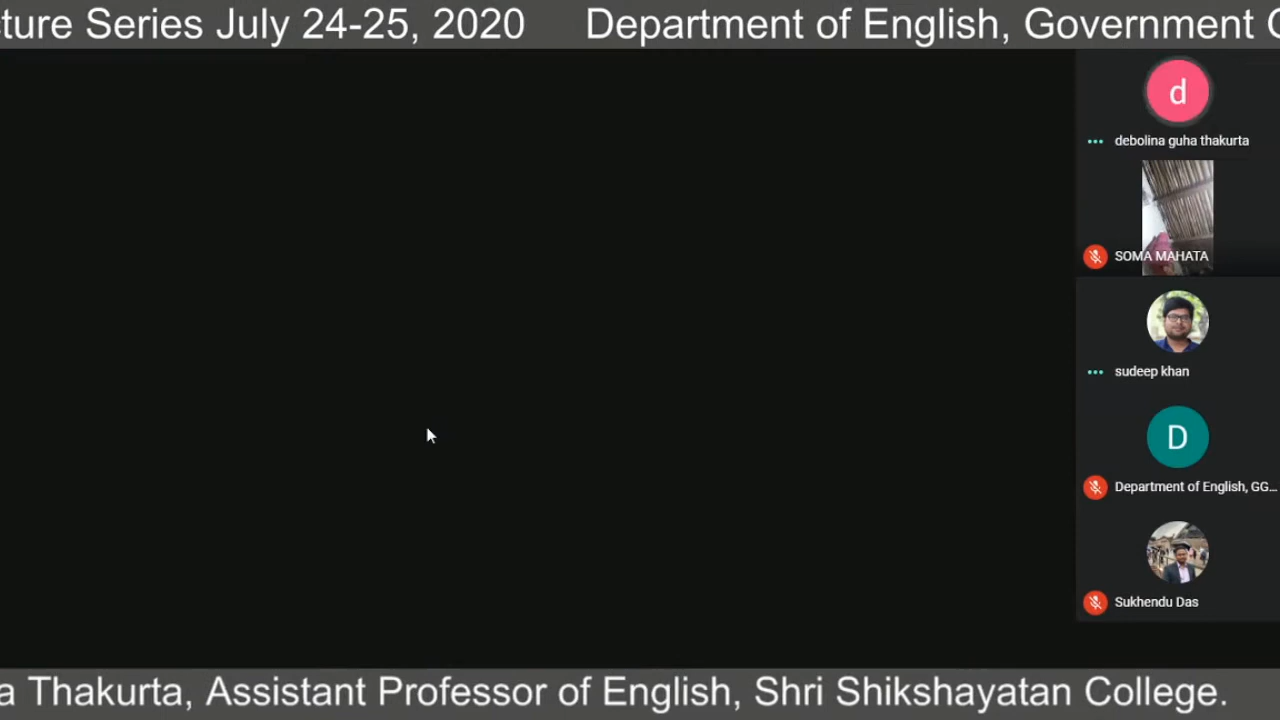 cture Series July 24-25, 2020 Department of English, Government
d
debolina guha thakurta
SOMA MAHATA
sudeep khan
D
Department of English, GG...
Sukhendu Das
a Thakurta, Assistant Professor of English, Shri Shikshayatan College.